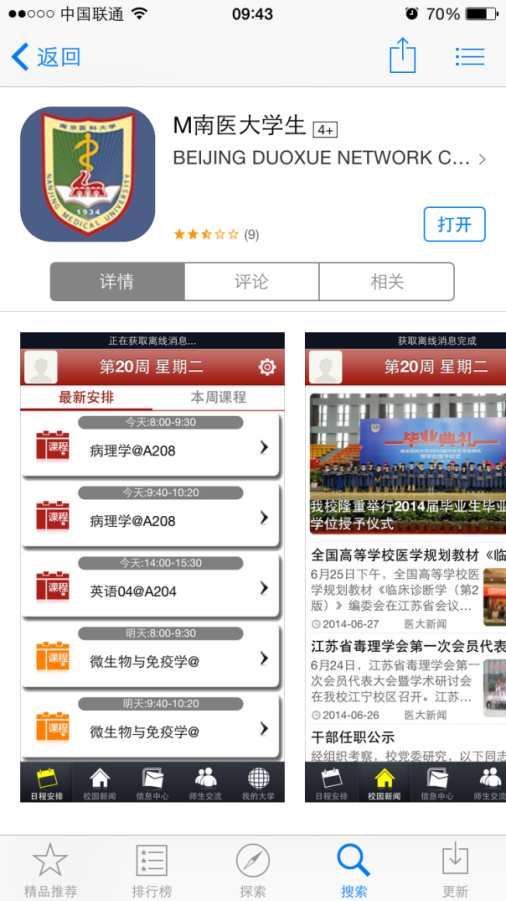 中国联通
09:43
70%
返回
南京医科大学
NANJING MEDICAL UNIVERSITY
1934
M南医大学生 4+
BEIJING DUOXUE NETWORK C...
(9)
打开
详情
评论
相关
正在获取离线消息...
第20周 星期二
最新安排
本周课程
今天:8:00-9:30
课程
病理学@A208
今天:9:40-10:20
课程
病理学@A208
今天:14:00-15:30
课程
英语04@A204
明天:8:00-9:30
课程
微生物与免疫学@
明天:9:40-10:20
课程
微生物与免疫学@
日程安排
校园新闻
信息中心
师生交流
我的大学
获取离线消息完成
第20周 星期二
毕业典礼
我校隆重举行2014届毕业生毕业
学位授予仪式
全国高等学校医学规划教材《临
6月25日下午，全国高等学校医
学规划教材《临床诊断学（第2
版）》编委会在江苏省会议...
2014-06-27 医大新闻
江苏省毒理学会第一次会员代表
6月24日，江苏省毒理学会第一
次会员代表大会暨学术研讨会
在我校江宁校区召开。江苏...
2014-06-26 医大新闻
干部任职公示
经组织考察，校党委研究，以下同志
日程安排
校园新闻
信息中心
师生交流
精品推荐
排行榜
探索
搜索
更新